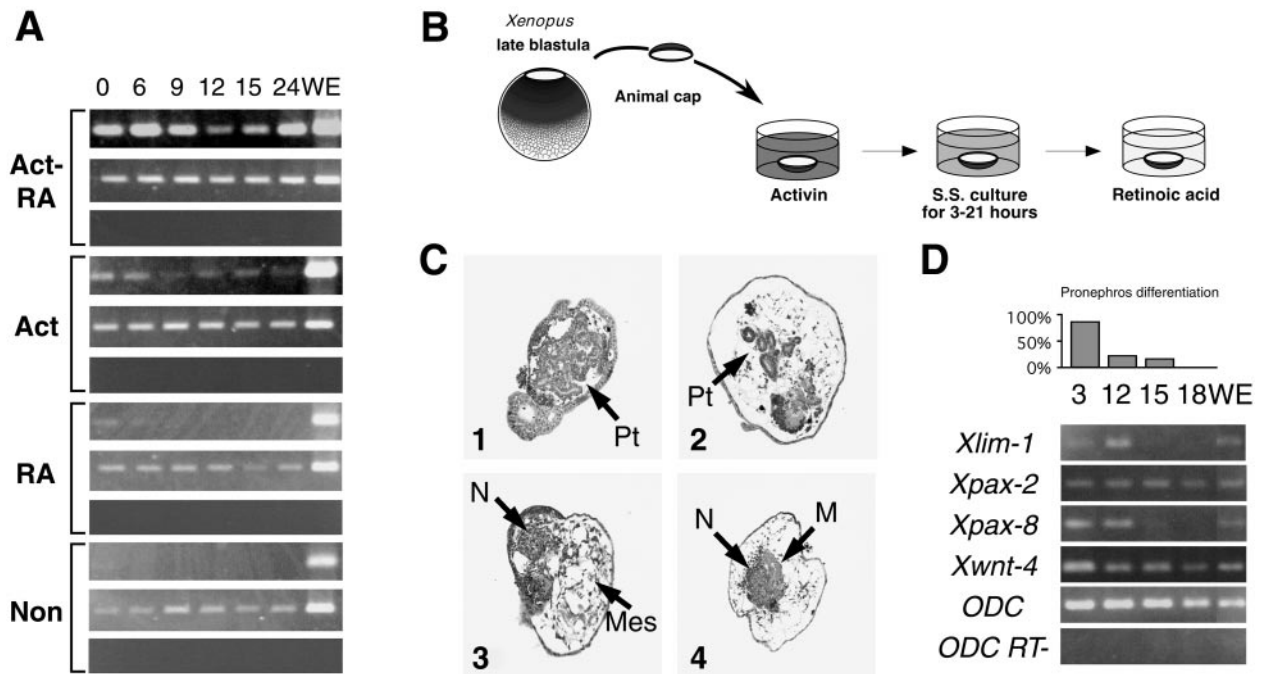 A
0 6 9 12 15 24 WE
Act-
RA
Act
RA
Non
B
Xenopus
late blastula
Animal cap
Activin
S.S. culture
for 3-21 hours
Retinoic acid
C
Pt
1
Pt
2
N
Mes
3
N
M
4
D
Pronephros differentiation
100%
50%
0%
3 12 15 18 WE
Xlim-1
Xpax-2
Xpax-8
Xwnt-4
ODC
ODC RT-